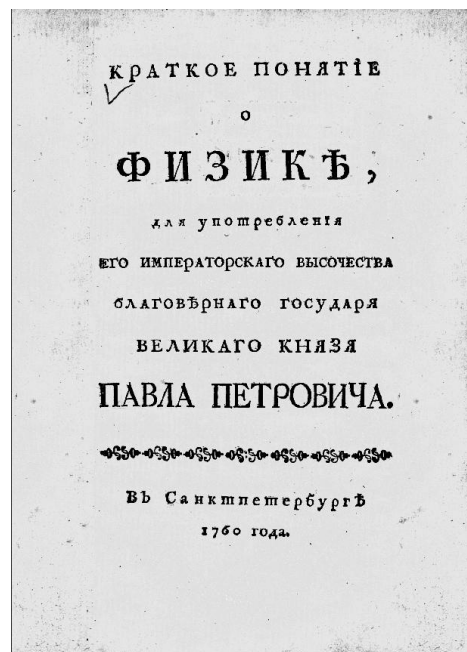 КРАТКОЕ ПОНЯТІЕ
О
ФИЗИКѢ,
для употребленія
ЕГО ИМПЕРАТОРСКАГО ВЫСОЧЕСТВА
благовѣрнаго государя
ВЕЛИКАГО КНЯЗЯ
ПАВЛА ПЕТРОВИЧА.
Въ Санктпетербургѣ
1760 года.